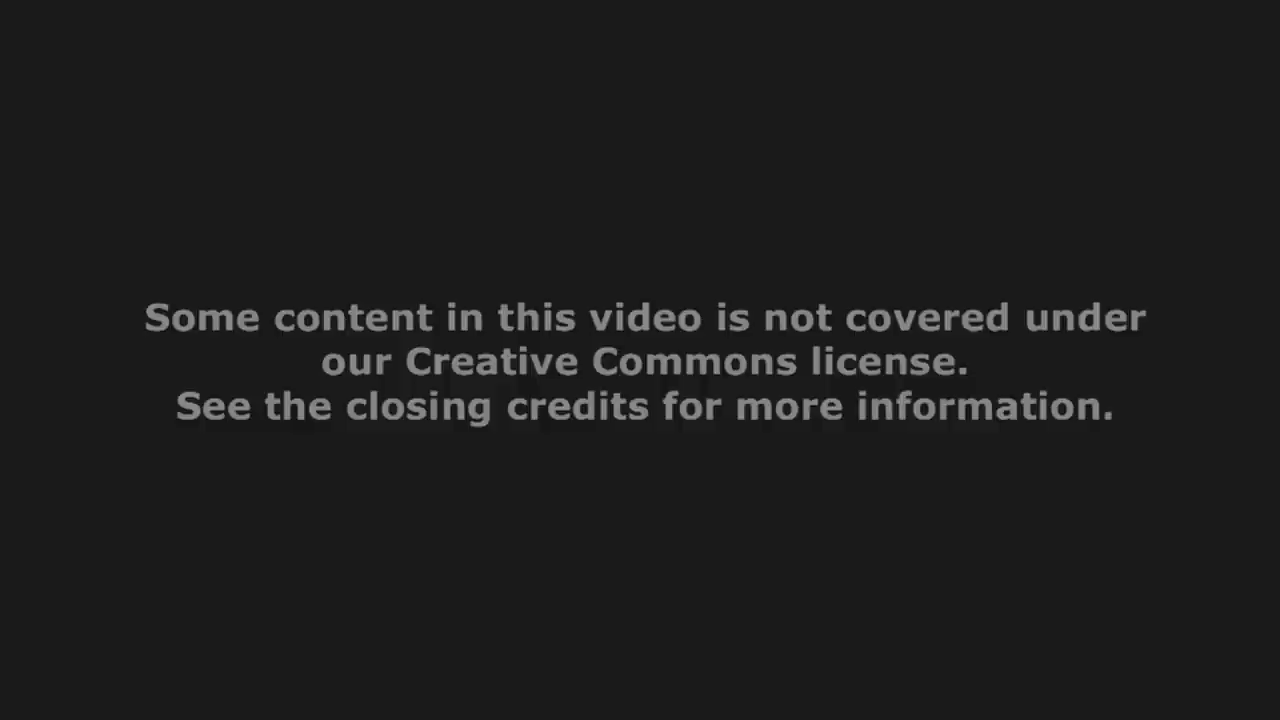 Some content in this video is not covered under
our Creative Commons license.
See the closing credits for more information.